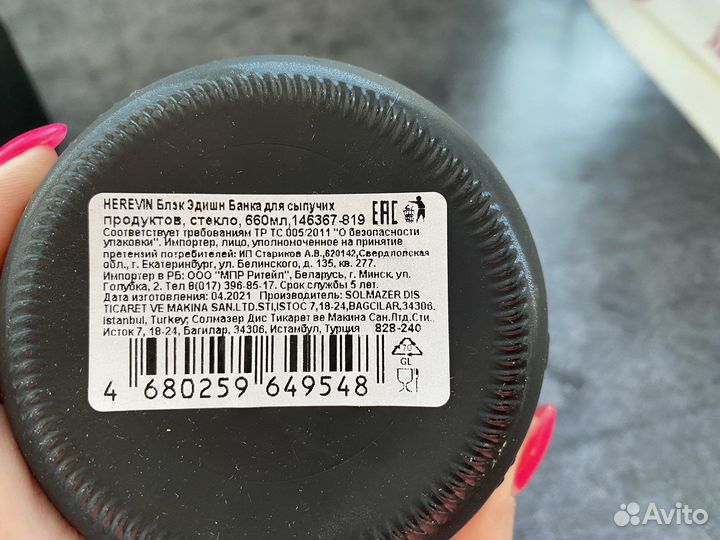 HEREVIN Блэк Эдишн Банка для сыпучих
продуктов, стекло, 660мл,146367-819 EAC
Соответствует требованиям ТР ТС 005/2011 "О безопасности
упаковки". Импортер, лицо, уполномоченное на принятие
претензий потребителей: ИП Стариков А.В.,620142,Свердловская
обл., г. Екатеринбург, ул. Белинского, д. 135, кв. 277.
Импортер в РБ: ООО "МПР Ритейл", Беларусь, г. Минск, ул.
Голубка, 2. Тел 8(017) 396-85-17. Срок службы 5 лет.
Дата изготовления: 04.2021 Производитель: SOLMAZER DIS
TICARET VE MAKINA SAN.LTD.STI,ISTOC 7,18-24,BAGCILAR,34306,
Istanbul, Turkey; Солмазер Дис Тикарет ве Макина Сан.Лтд.Сти.,
Исток 7, 18-24, Багилар, 34306, Истамбул, Турция 828-240
70
GL
4 680259 649548
Avito